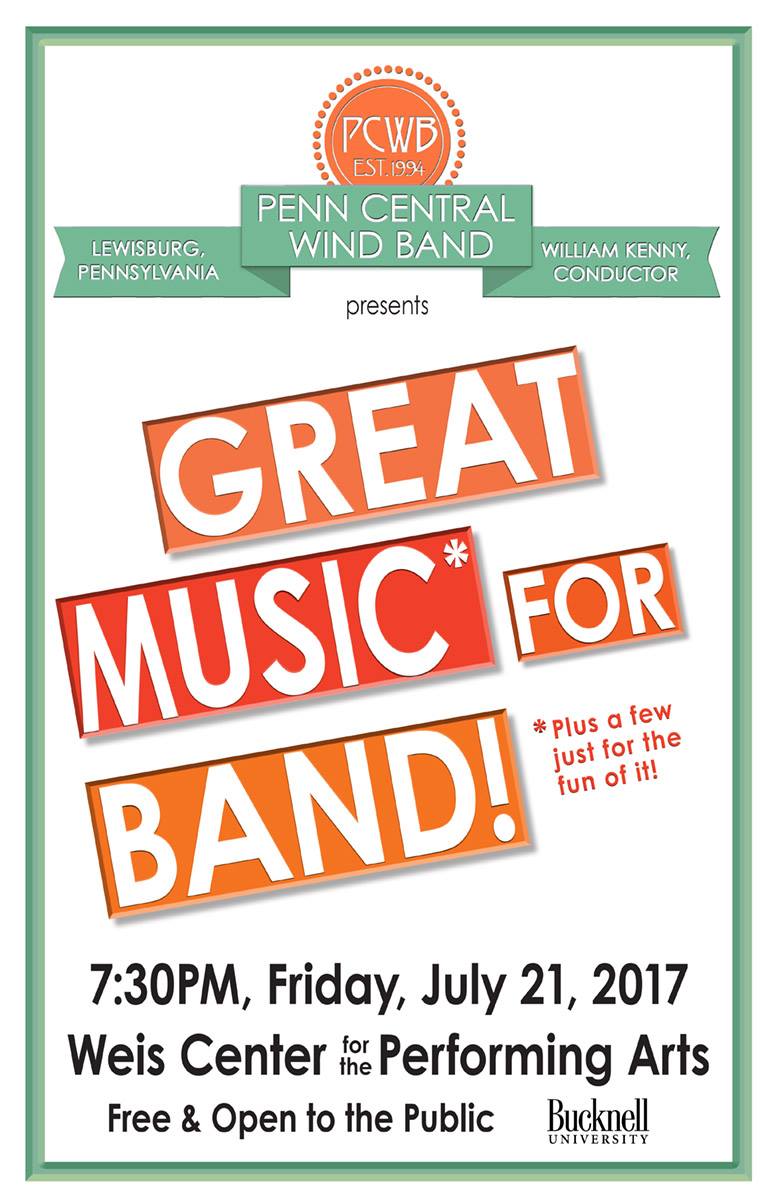 PCWB
EST. 1994
PENN CENTRAL
WIND BAND
LEWISBURG,
PENNSYLVANIA
WILLIAM KENNY,
CONDUCTOR
presents
GREAT
MUSIC* FOR
BAND!
* Plus a few
just for the
fun of it!
7:30PM, Friday, July 21, 2017
Weis Center for the Performing Arts
Free & Open to the Public
Bucknell
UNIVERSITY